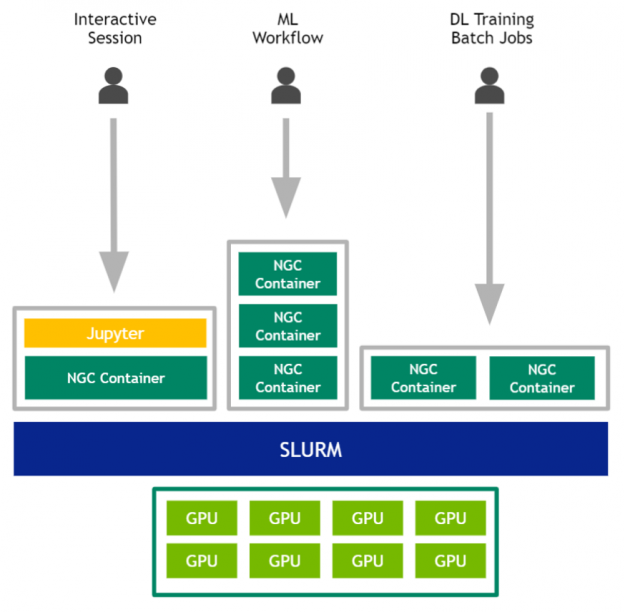 Interactive
Session
ML
Workflow
DL Training
Batch Jobs
Jupyter
NGC Container
NGC
Container
NGC
Container
NGC
Container
NGC
Container
NGC
Container
SLURM
GPU GPU GPU GPU
GPU GPU GPU GPU